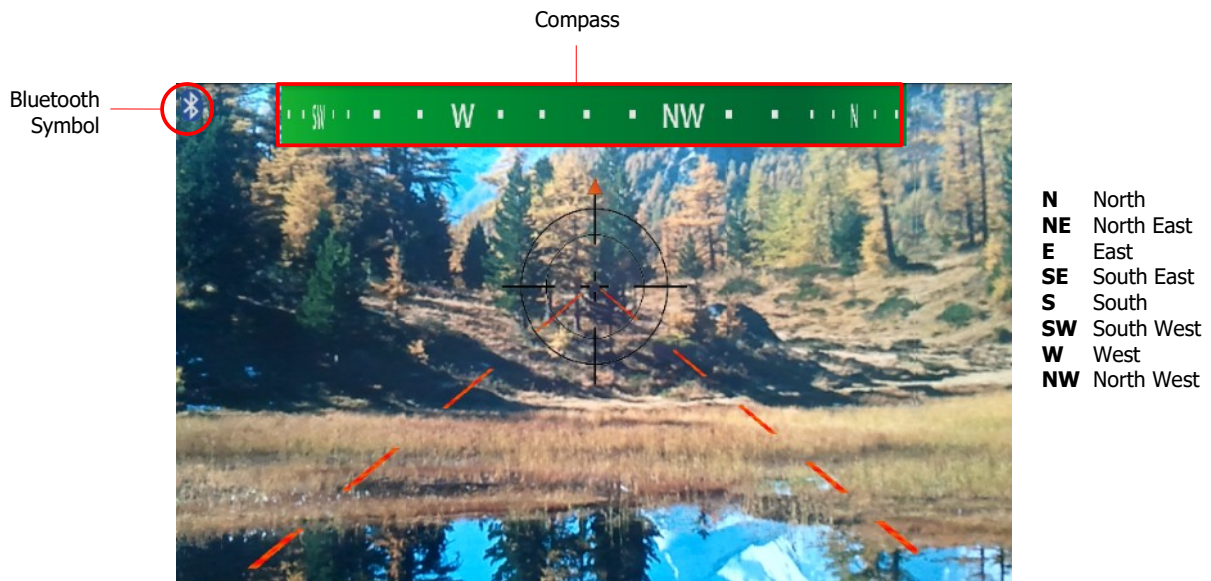 Compass
Bluetooth
Symbol
SW W NW N
N North
NE North East
E East
SE South East
S South
SW South West
W West
NW North West